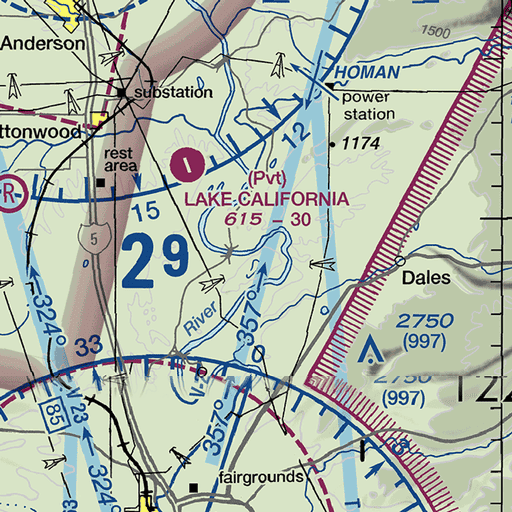 1500
Anderson
HOMAN
substation
power
station
ttonwood
12
1174
rest
area
(Pvt)
R
LAKE CALIFORNIA
615 - 30
15
5
29
Dales
324°
357°
2750
(997)
River
33
2750
(997)
V 23
85
357°
324°
fairgrounds